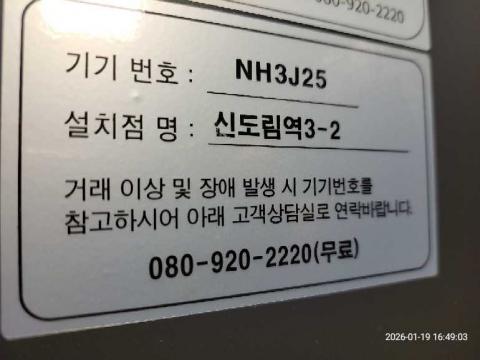 080-920-2220
기기 번호 : NH3J25
설치점 명 : 신도림역3-2
거래 이상 및 장애 발생 시 기기번호를
참고하시어 아래 고객상담실로 연락바랍니다.
080-920-2220(무료)
2026-01-19 16:49:03